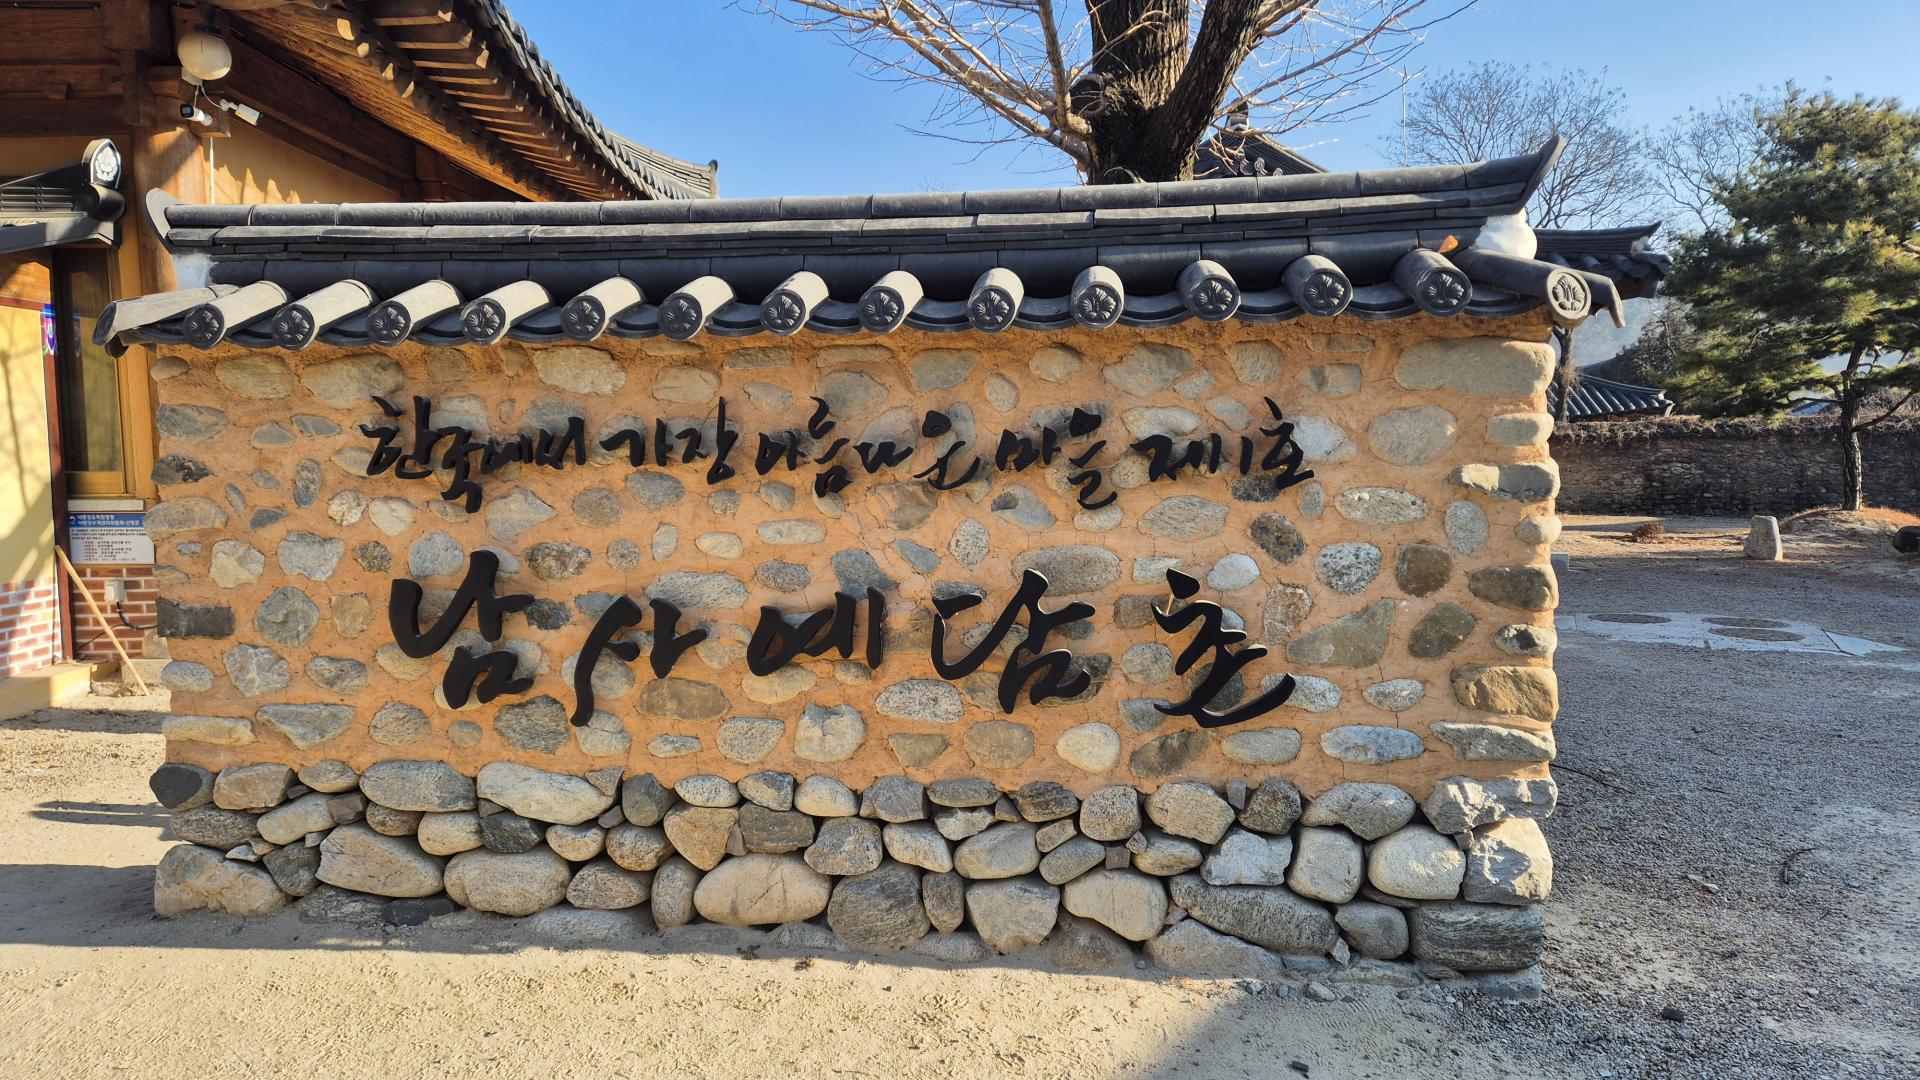 한국에서 가장 아름다운 마을 제1호
남사예담촌